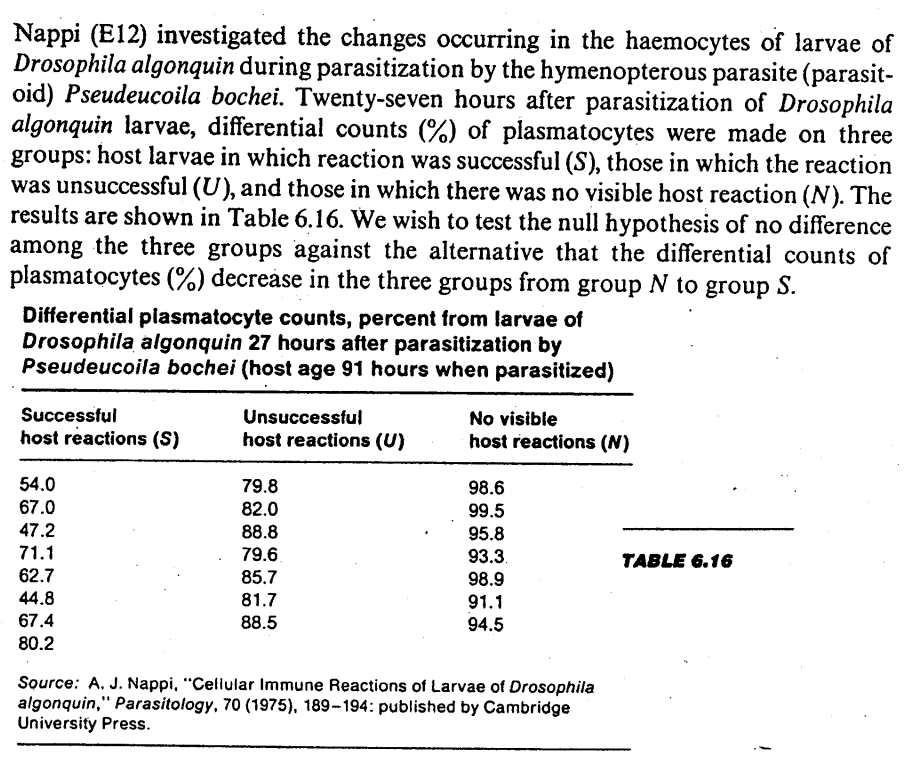 Nappi (E12) investigated the changes occurring in the haemocytes of larvae of
Drosophila algonquin during parasitization by the hymenopterous parasite (parasit-
oid) Pseudeucoila bochei. Twenty-seven hours after parasitization of Drosophila
algonquin larvae, differential counts (%) of plasmatocytes were made on three
groups: host larvae in which reaction was successful (S), those in which the reaction
was unsuccessful (U), and those in which there was no visible host reaction (N). The
results are shown in Table 6.16. We wish to test the null hypothesis of no difference
among the three groups against the alternative that the differential counts of
plasmatocytes (%) decrease in the three groups from group N to group S.
Differential plasmatocyte counts, percent from larvae of
Drosophila algonquin 27 hours after parasitization by
Pseudeucoila bochei (host age 91 hours when parasitized)
Successful Unsuccessful No visible
host reactions (S) host reactions (U) host reactions (N)
54.0 79.8 98.6
67.0 82.0 99.5
47.2 88.8 95.8
71.1 79.6 93.3
62.7 85.7 98.9
44.8 81.7 91.1
67.4 88.5 94.5
80.2
TABLE 6.16
Source: A. J. Nappi, "Cellular Immune Reactions of Larvae of Drosophila
algonquin," Parasitology, 70 (1975), 189–194: published by Cambridge
University Press.